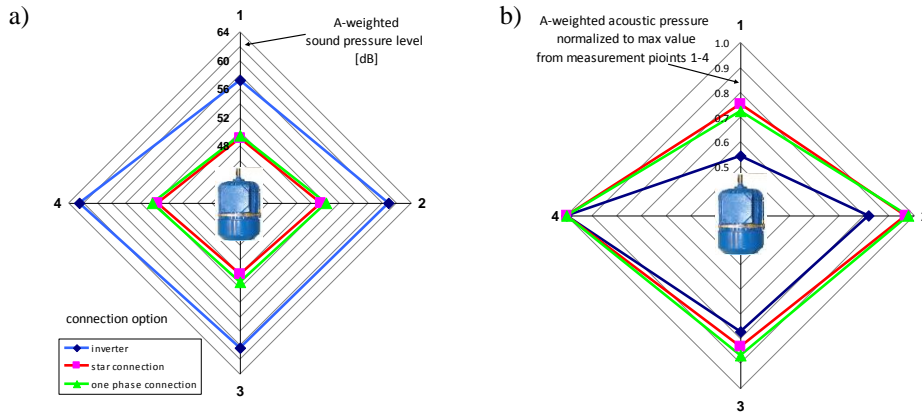 a)
1
A-weighted
sound pressure level
[dB]
64
60
56
52
48
4
2
3
connection option
inverter
star connection
one phase connection
b)
A-weighted acoustic pressure
normalized to max value
from measurement pioints 1-4
1
1.0
0.9
0.8
0.7
0.6
0.5
4
3